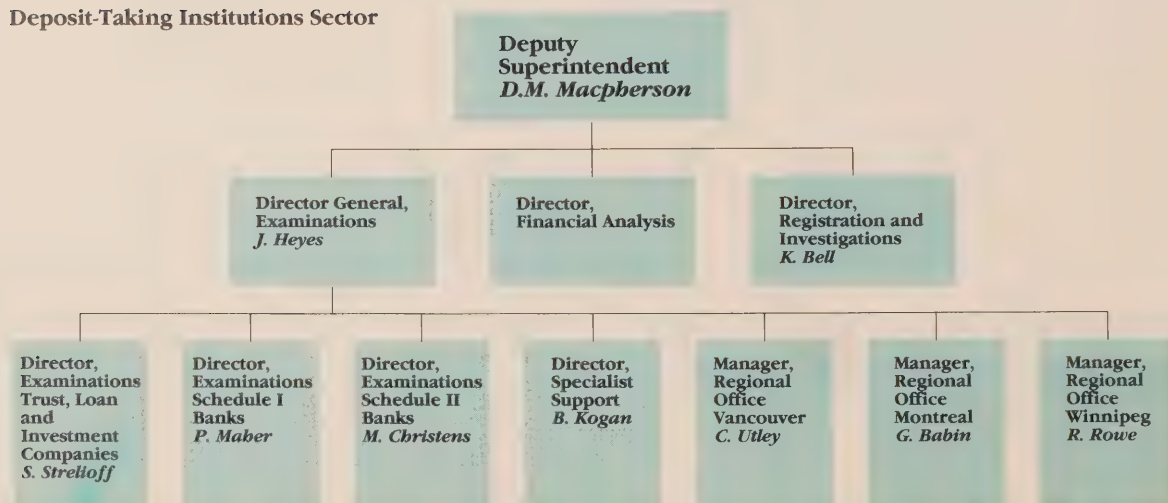 Deposit-Taking Institutions Sector
Deputy
Superintendent
D.M. Macpherson
Director General,
Examinations
J. Heyes
Director,
Financial Analysis
Director,
Registration and
Investigations
K. Bell
Director,
Examinations
Trust, Loan
and
Investment
Companies
S. Strelioff
Director,
Examinations
Schedule I
Banks
P. Maher
Director,
Examinations
Schedule II
Banks
M. Christens
Director,
Specialist
Support
B. Kogan
Manager,
Regional
Office
Vancouver
C. Utley
Manager,
Regional
Office
Montreal
G. Babin
Manager,
Regional
Office
Winnipeg
R. Rowe